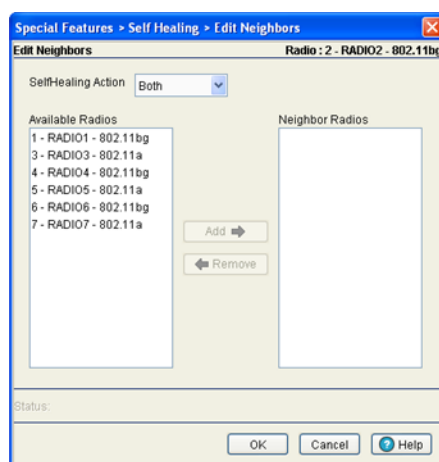 Special Features > Self Healing > Edit Neighbors
Edit Neighbors Radio : 2 - RADIO2 - 802.11bg
SelfHealing Action Both
Available Radios Neighbor Radios
1 - RADIO1 - 802.11bg
3 - RADIO3 - 802.11a
4 - RADIO4 - 802.11bg
5 - RADIO5 - 802.11a
6 - RADIO6 - 802.11bg
7 - RADIO7 - 802.11a
Add
Remove
Status:
OK Cancel ? Help